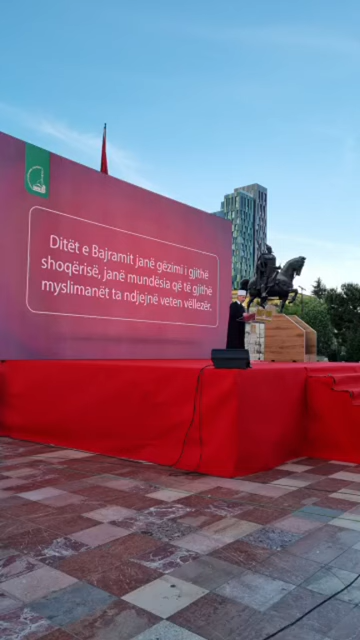 Ditët e Bajramit janë gëzimi i gjithë
shoqërisë, janë mundësia që të gjithë
myslimanët ta ndjejnë veten vëllezër.